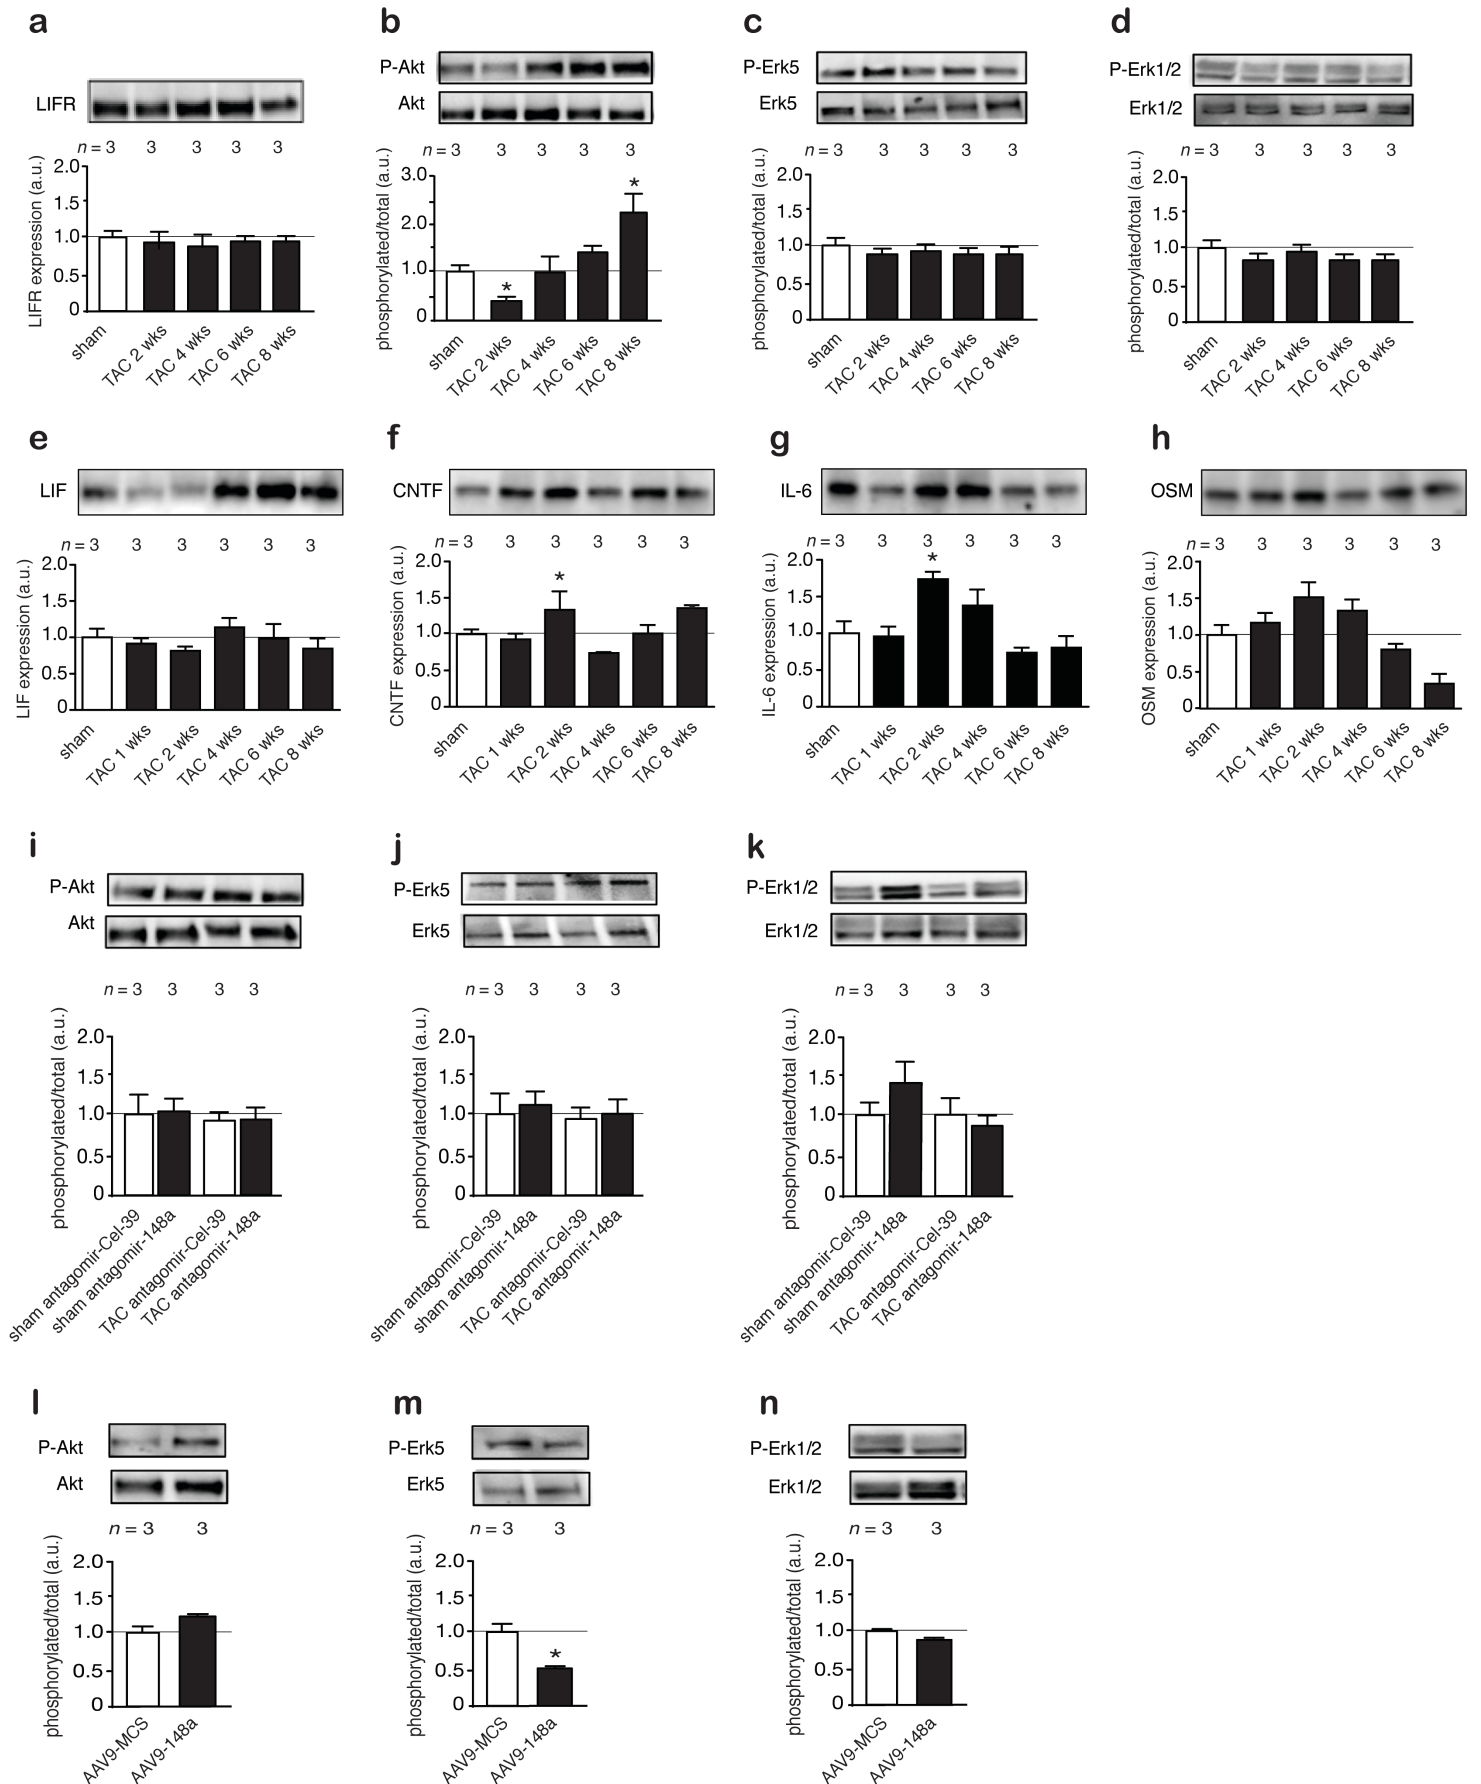 a
LIFR
n = 3 3 3 3 3
LIFR expression (a.u.)
2.0
1.5
1.0
0.5
0
sham
TAC 2 wks
TAC 4 wks
TAC 6 wks
TAC 8 wks
b
P-Akt
Akt
n = 3 3 3 3 3
phosphorylated/total (a.u.)
3.0
2.0
1.0
0
*
*
sham
TAC 2 wks
TAC 4 wks
TAC 6 wks
TAC 8 wks
c
P-Erk5
Erk5
n = 3 3 3 3 3
phosphorylated/total (a.u.)
2.0
1.5
1.0
0.5
0
sham
TAC 2 wks
TAC 4 wks
TAC 6 wks
TAC 8 wks
d
P-Erk1/2
Erk1/2
n = 3 3 3 3 3
phosphorylated/total (a.u.)
2.0
1.5
1.0
0.5
0
sham
TAC 2 wks
TAC 4 wks
TAC 6 wks
TAC 8 wks
e
LIF
n = 3 3 3 3 3 3
LIF expression (a.u.)
2.0
1.5
1.0
0.5
0
sham
TAC 1 wks
TAC 2 wks
TAC 4 wks
TAC 6 wks
TAC 8 wks
f
CNTF
n = 3 3 3 3 3 3
CNTF expression (a.u.)
2.0
1.5
1.0
0.5
0
*
sham
TAC 1 wks
TAC 2 wks
TAC 4 wks
TAC 6 wks
TAC 8 wks
g
IL-6
n = 3 3 3 3 3 3
IL-6 expression (a.u.)
2.0
1.5
1.0
0.5
0
*
sham
TAC 1 wks
TAC 2 wks
TAC 4 wks
TAC 6 wks
TAC 8 wks
h
OSM
n = 3 3 3 3 3 3
OSM expression (a.u.)
2.0
1.5
1.0
0.5
0
sham
TAC 1 wks
TAC 2 wks
TAC 4 wks
TAC 6 wks
TAC 8 wks
i
P-Akt
Akt
n = 3 3 3 3
phosphorylated/total (a.u.)
2.0
1.5
1.0
0.5
0
sham antagomir-Cel-39
sham antagomir-148a
TAC antagomir-Cel-39
TAC antagomir-148a
j
P-Erk5
Erk5
n = 3 3 3 3
phosphorylated/total (a.u.)
2.0
1.5
1.0
0.5
0
sham antagomir-Cel-39
sham antagomir-148a
TAC antagomir-Cel-39
TAC antagomir-148a
k
P-Erk1/2
Erk1/2
n = 3 3 3 3
phosphorylated/total (a.u.)
2.0
1.5
1.0
0.5
0
sham antagomir-Cel-39
sham antagomir-148a
TAC antagomir-Cel-39
TAC antagomir-148a
l
P-Akt
Akt
n = 3 3
phosphorylated/total (a.u.)
2.0
1.5
1.0
0.5
0
AAV9-MCS
AAV9-148a
m
P-Erk5
Erk5
n = 3 3
phosphorylated/total (a.u.)
2.0
1.5
1.0
0.5
0
*
AAV9-MCS
AAV9-148a
n
P-Erk1/2
Erk1/2
n = 3 3
phosphorylated/total (a.u.)
2.0
1.5
1.0
0.5
0
AAV9-MCS
AAV9-148a